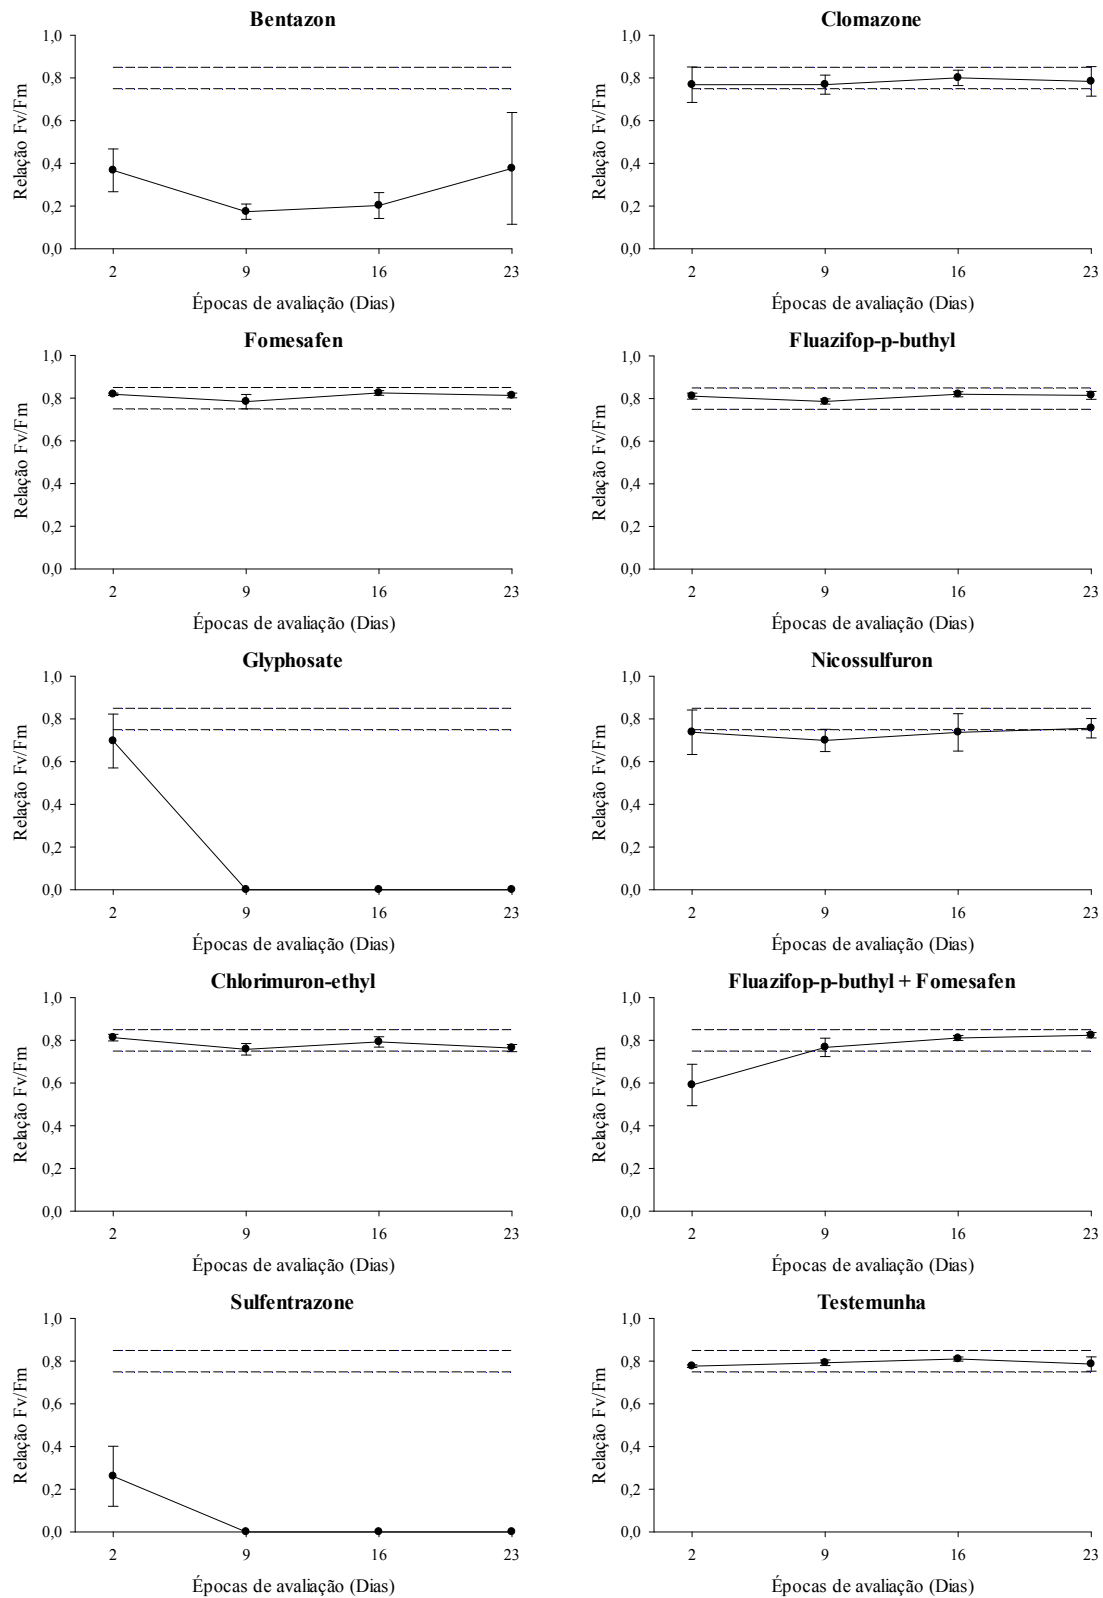 Bentazon
1,0
0,8
0,6
0,4
0,2
0,0
Relação Fv/Fm
2 9 16 23
Épocas de avaliação (Dias)
Clomazone
1,0
0,8
0,6
0,4
0,2
0,0
Relação Fv/Fm
2 9 16 23
Épocas de avaliação (Dias)
Fomesafen
1,0
0,8
0,6
0,4
0,2
0,0
Relação Fv/Fm
2 9 16 23
Épocas de avaliação (Dias)
Fluazifop-p-buthyl
1,0
0,8
0,6
0,4
0,2
0,0
Relação Fv/Fm
2 9 16 23
Épocas de avaliação (Dias)
Glyphosate
1,0
0,8
0,6
0,4
0,2
0,0
Relação Fv/Fm
2 9 16 23
Épocas de avaliação (Dias)
Nicossulfuron
1,0
0,8
0,6
0,4
0,2
0,0
Relação Fv/Fm
2 9 16 23
Épocas de avaliação (Dias)
Chlorimuron-ethyl
1,0
0,8
0,6
0,4
0,2
0,0
Relação Fv/Fm
2 9 16 23
Épocas de avaliação (Dias)
Fluazifop-p-buthyl + Fomesafen
1,0
0,8
0,6
0,4
0,2
0,0
Relação Fv/Fm
2 9 16 23
Épocas de avaliação (Dias)
Sulfentrazone
1,0
0,8
0,6
0,4
0,2
0,0
Relação Fv/Fm
2 9 16 23
Épocas de avaliação (Dias)
Testemunha
1,0
0,8
0,6
0,4
0,2
0,0
Relação Fv/Fm
2 9 16 23
Épocas de avaliação (Dias)